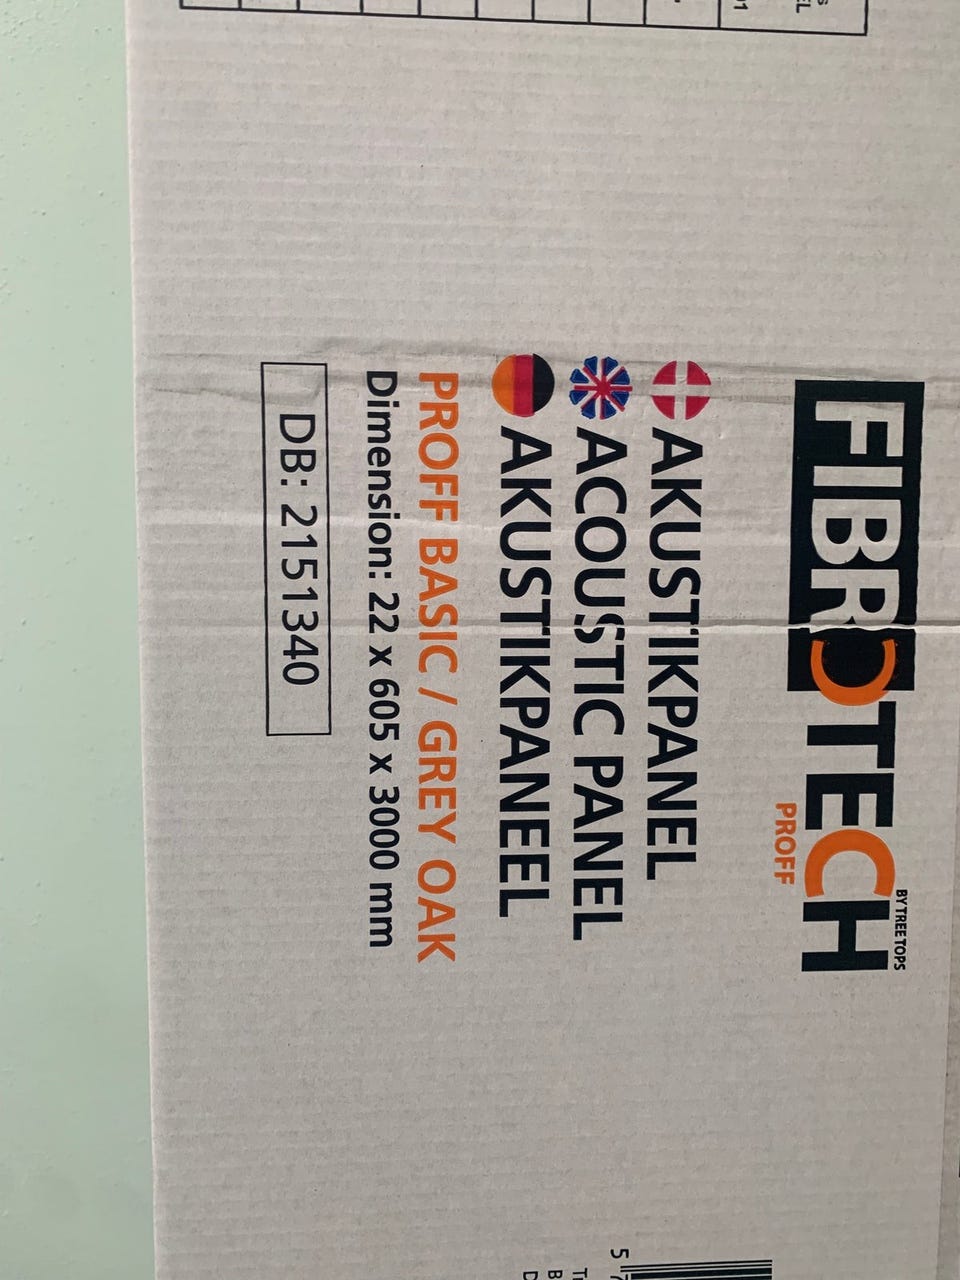 FIBROTECH
BY TREE TOPS
PROFF
AKUSTIKPANEL
ACOUSTIC PANEL
AKUSTIKPANEEL
PROFF BASIC / GREY OAK
Dimension: 22 x 605 x 3000 mm
DB: 2151340
5